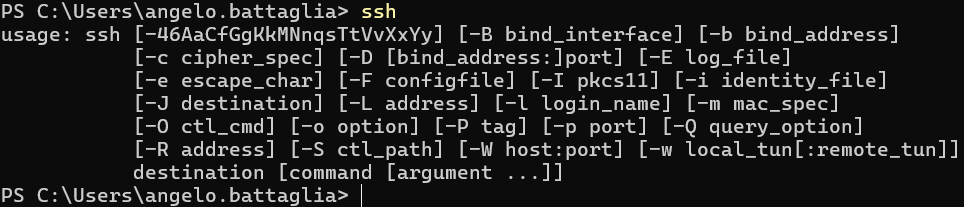 PS C:\Users\angelo.battaglia> ssh
usage: ssh [-46AaCfGgKkMNnqsTtVvXxYy] [-B bind_interface] [-b bind_address]
           [-c cipher_spec] [-D [bind_address:]port] [-E log_file]
           [-e escape_char] [-F configfile] [-I pkcs11] [-i identity_file]
           [-J destination] [-L address] [-l login_name] [-m mac_spec]
           [-O ctl_cmd] [-o option] [-P tag] [-p port] [-Q query_option]
           [-R address] [-S ctl_path] [-W host:port] [-w local_tun[:remote_tun]]
           destination [command [argument ...]]
PS C:\Users\angelo.battaglia>